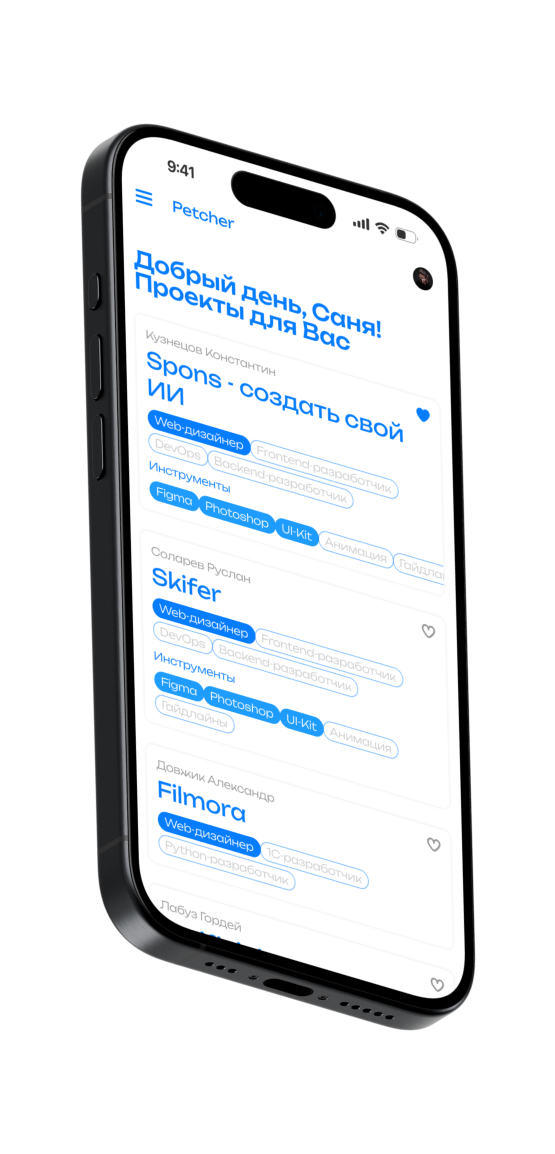 9:41
Petcher
Добрый день, Саня!
Проекты для Вас
Кузнецов Константин
Spons - создать свой
ИИ
Web-дизайнер Frontend-разработчик
DevOps Backend-разработчик
Инструменты
Figma Photoshop UI-Kit Анимация Гайдла
Соларев Руслан
Skifer
Web-дизайнер Frontend-разработчик
DevOps Backend-разработчик
Инструменты
Figma Photoshop UI-Kit Анимация
Гайдлайны
Довжик Александр
Filmora
Web-дизайнер 1С-разработчик
Python-разработчик
Лабуз Гордей